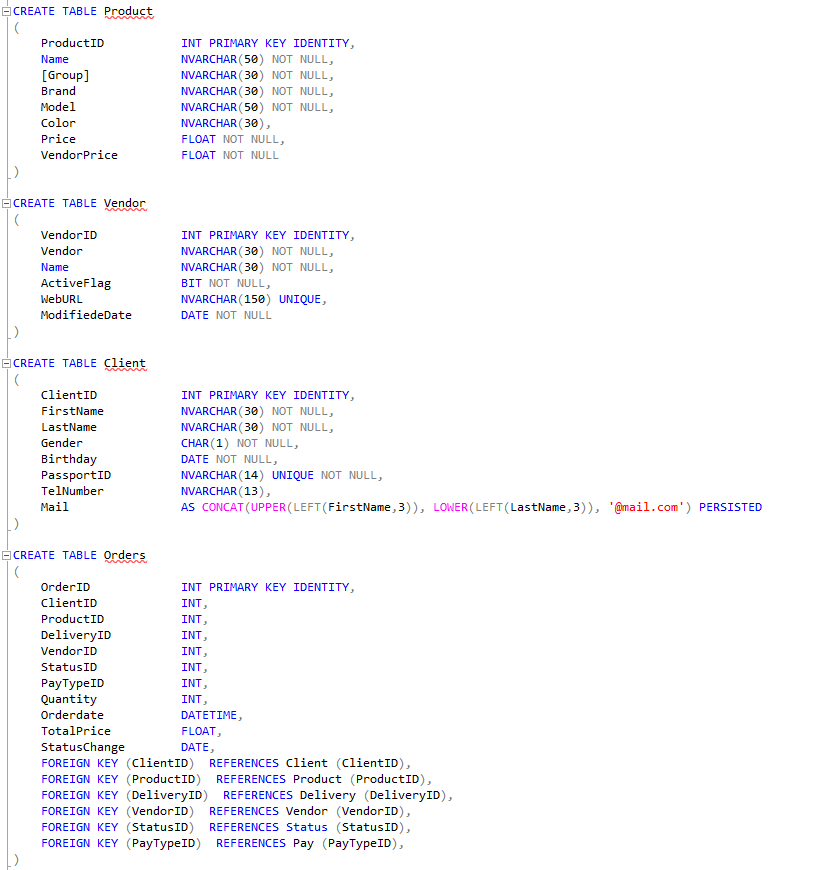 CREATE TABLE Product
(
ProductID INT PRIMARY KEY IDENTITY,
Name NVARCHAR(50) NOT NULL,
[Group] NVARCHAR(30) NOT NULL,
Brand NVARCHAR(30) NOT NULL,
Model NVARCHAR(50) NOT NULL,
Color NVARCHAR(30),
Price FLOAT NOT NULL,
VendorPrice FLOAT NOT NULL
)
CREATE TABLE Vendor
(
VendorID INT PRIMARY KEY IDENTITY,
Vendor NVARCHAR(30) NOT NULL,
Name NVARCHAR(30) NOT NULL,
ActiveFlag BIT NOT NULL,
WebURL NVARCHAR(150) UNIQUE,
ModifiedeDate DATE NOT NULL
)
CREATE TABLE Client
(
ClientID INT PRIMARY KEY IDENTITY,
FirstName NVARCHAR(30) NOT NULL,
LastName NVARCHAR(30) NOT NULL,
Gender CHAR(1) NOT NULL,
Birthday DATE NOT NULL,
PassportID NVARCHAR(14) UNIQUE NOT NULL,
TelNumber NVARCHAR(13),
Mail AS CONCAT(UPPER(LEFT(FirstName,3)), LOWER(LEFT(LastName,3)), '@mail.com') PERSISTED
)
CREATE TABLE Orders
(
OrderID INT PRIMARY KEY IDENTITY,
ClientID INT,
ProductID INT,
DeliveryID INT,
VendorID INT,
StatusID INT,
PayTypeID INT,
Quantity INT,
Orderdate DATETIME,
TotalPrice FLOAT,
StatusChange DATE,
FOREIGN KEY (ClientID) REFERENCES Client (ClientID),
FOREIGN KEY (ProductID) REFERENCES Product (ProductID),
FOREIGN KEY (DeliveryID) REFERENCES Delivery (DeliveryID),
FOREIGN KEY (VendorID) REFERENCES Vendor (VendorID),
FOREIGN KEY (StatusID) REFERENCES Status (StatusID),
FOREIGN KEY (PayTypeID) REFERENCES Pay (PayTypeID),
)